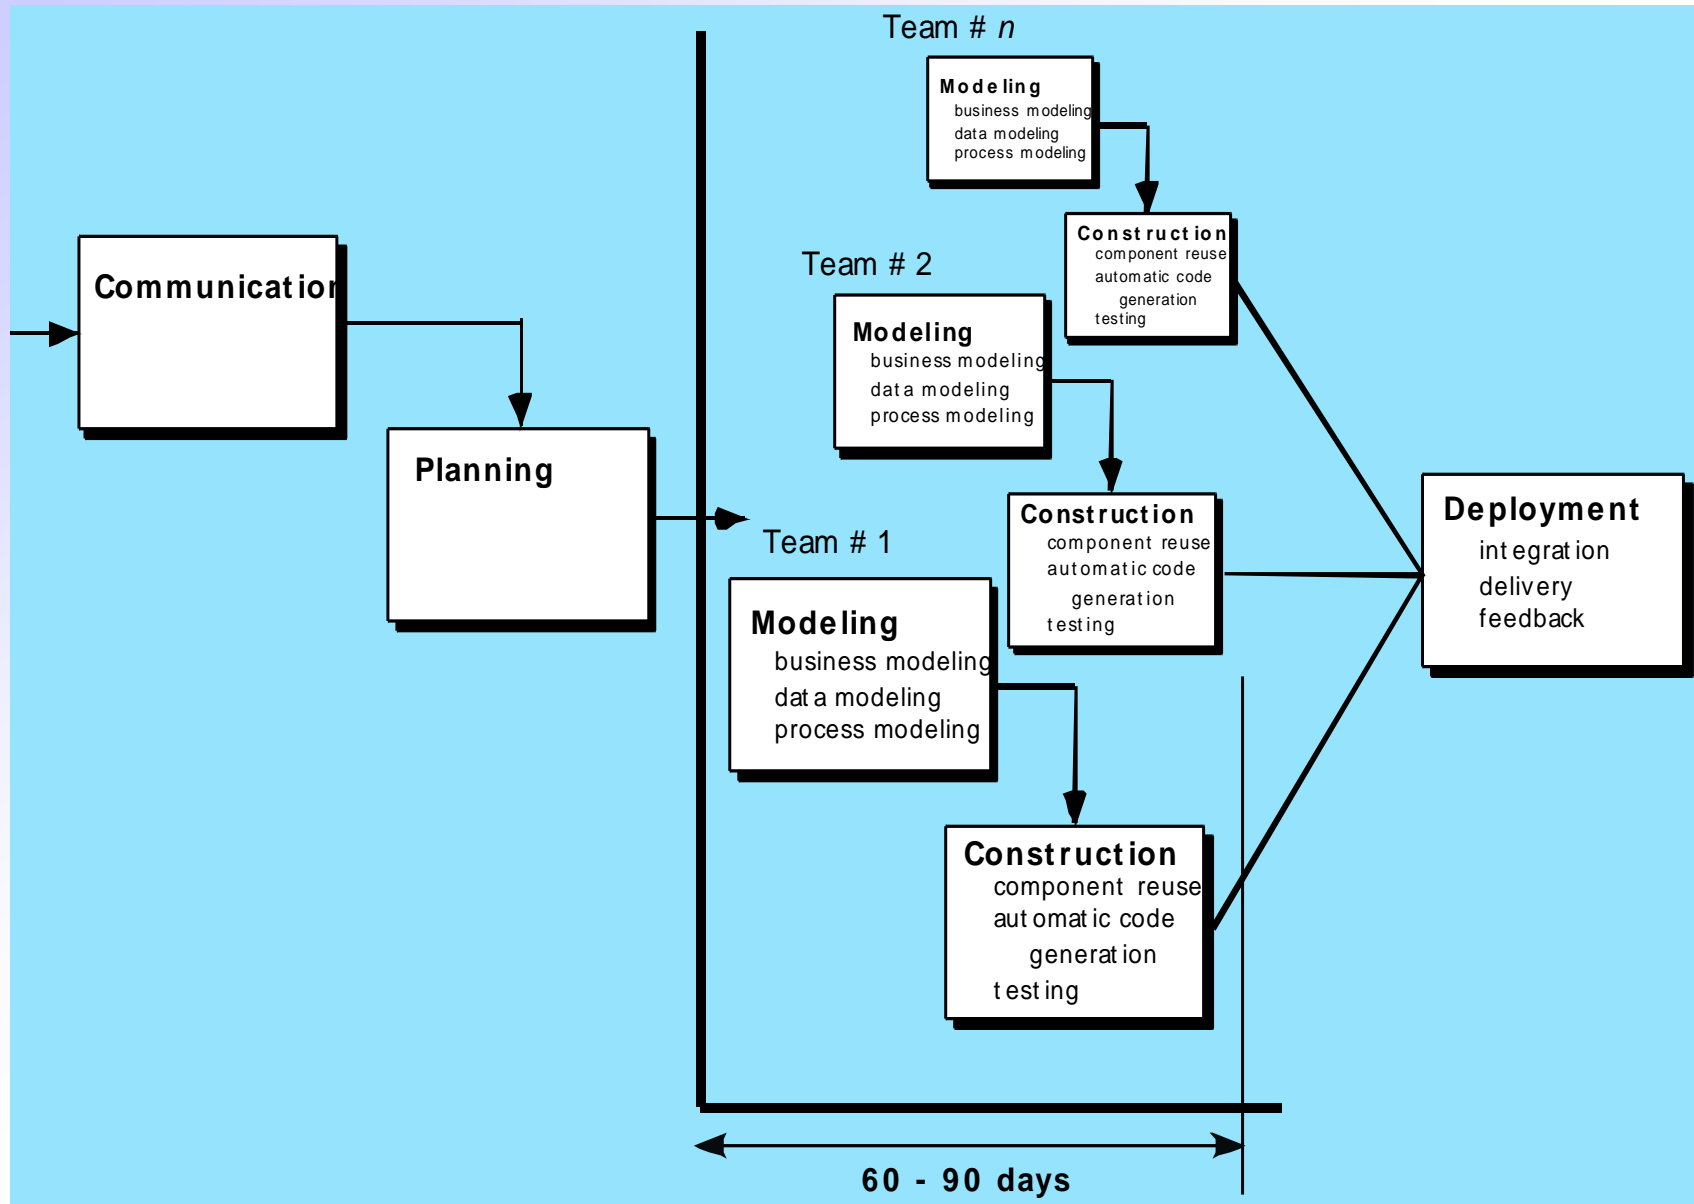 Team # n
Modeling
business modeling
data modeling
process modeling
Construction
component reuse
automatic code
generation
testing
Communication
Team # 2
Modeling
business modeling
data modeling
process modeling
Planning
Construction
component reuse
automatic code
generation
testing
Deployment
integration
delivery
feedback
Team # 1
Modeling
business modeling
data modeling
process modeling
Construction
component reuse
automatic code
generation
testing
60 - 90 days